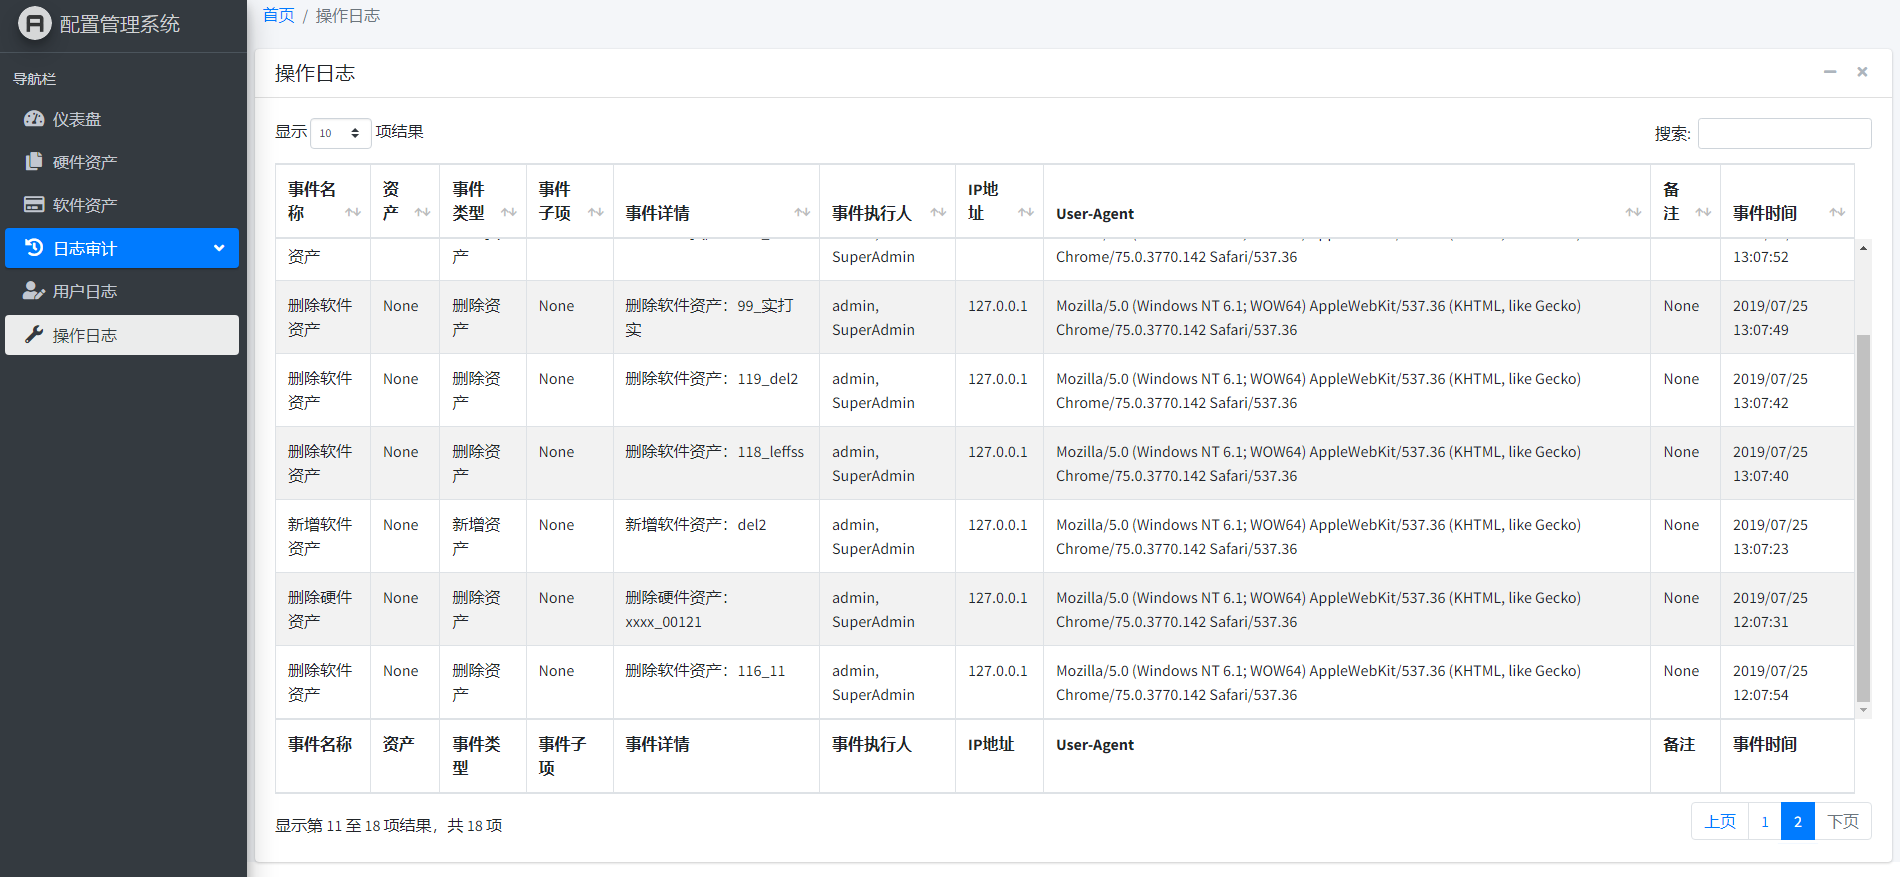 配置管理系统
导航栏
仪表盘
硬件资产
软件资产
日志审计
用户日志
操作日志
首页 / 操作日志
操作日志
显示 10 项结果
搜索:
事件名称 资产 事件类型 事件子项 事件详情 事件执行人 IP地址 User-Agent 备注 事件时间
资产 产 SuperAdmin Chrome/75.0.3770.142 Safari/537.36 13:07:52
删除软件 None 删除资 None 删除软件资产：99_实打 admin, 127.0.0.1 Mozilla/5.0 (Windows NT 6.1; WOW64) AppleWebKit/537.36 (KHTML, like Gecko) None 2019/07/25
资产 产 实 SuperAdmin Chrome/75.0.3770.142 Safari/537.36 13:07:49
删除软件 None 删除资 None 删除软件资产：119_del2 admin, 127.0.0.1 Mozilla/5.0 (Windows NT 6.1; WOW64) AppleWebKit/537.36 (KHTML, like Gecko) None 2019/07/25
资产 产 SuperAdmin Chrome/75.0.3770.142 Safari/537.36 13:07:42
删除软件 None 删除资 None 删除软件资产：118_leffss admin, 127.0.0.1 Mozilla/5.0 (Windows NT 6.1; WOW64) AppleWebKit/537.36 (KHTML, like Gecko) None 2019/07/25
资产 产 SuperAdmin Chrome/75.0.3770.142 Safari/537.36 13:07:40
新增软件 None 新增资 None 新增软件资产：del2 admin, 127.0.0.1 Mozilla/5.0 (Windows NT 6.1; WOW64) AppleWebKit/537.36 (KHTML, like Gecko) None 2019/07/25
资产 产 SuperAdmin Chrome/75.0.3770.142 Safari/537.36 13:07:23
删除硬件 None 删除资 None 删除硬件资产： admin, 127.0.0.1 Mozilla/5.0 (Windows NT 6.1; WOW64) AppleWebKit/537.36 (KHTML, like Gecko) None 2019/07/25
资产 产 xxxx_00121 SuperAdmin Chrome/75.0.3770.142 Safari/537.36 12:07:31
删除软件 None 删除资 None 删除软件资产：116_11 admin, 127.0.0.1 Mozilla/5.0 (Windows NT 6.1; WOW64) AppleWebKit/537.36 (KHTML, like Gecko) None 2019/07/25
资产 产 SuperAdmin Chrome/75.0.3770.142 Safari/537.36 12:07:54
事件名称 资产 事件类型 事件子项 事件详情 事件执行人 IP地址 User-Agent 备注 事件时间
显示第 11 至 18 项结果，共 18 项
上页 1 2 下页